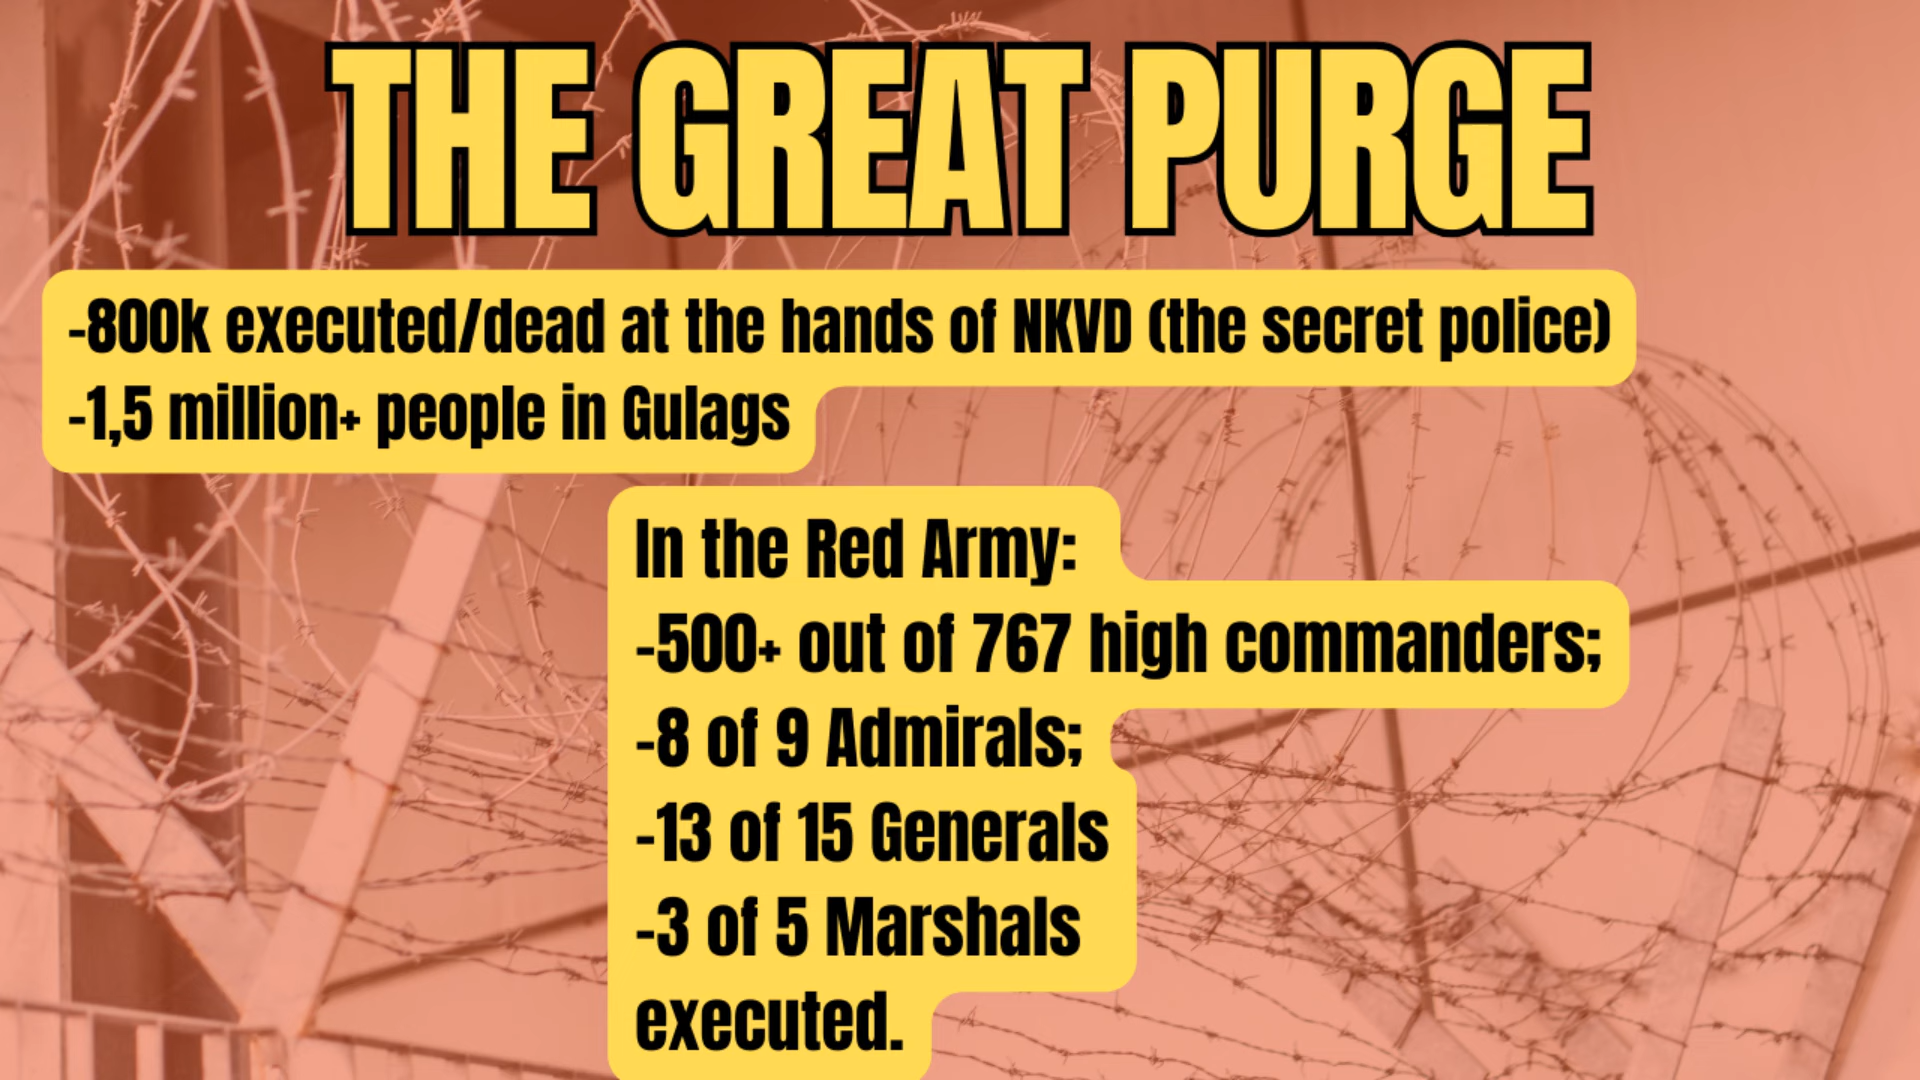 THE GREAT PURGE
-800k executed/dead at the hands of NKVD (the secret police)
-1,5 million+ people in Gulags
In the Red Army:
-500+ out of 767 high commanders;
-8 of 9 Admirals;
-13 of 15 Generals
-3 of 5 Marshals
executed.